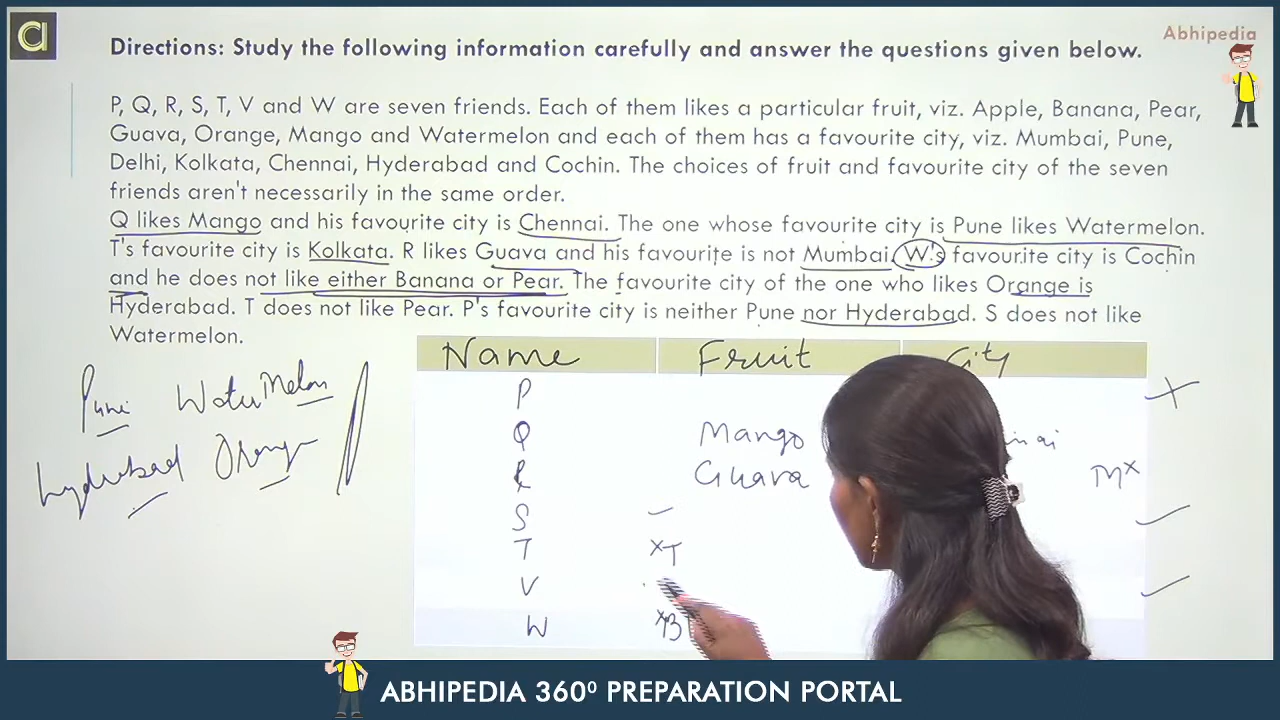 a
Abhipedia
Directions: Study the following information carefully and answer the questions given below.
P, Q, R, S, T, V and W are seven friends. Each of them likes a particular fruit, viz. Apple, Banana, Pear,
Guava, Orange, Mango and Watermelon and each of them has a favourite city, viz. Mumbai, Pune,
Delhi, Kolkata, Chennai, Hyderabad and Cochin. The choices of fruit and favourite city of the seven
friends aren't necessarily in the same order.
Q likes Mango and his favourite city is Chennai. The one whose favourite city is Pune likes Watermelon.
T's favourite city is Kolkata. R likes Guava and his favourite is not Mumbai. W's favourite city is Cochin
and he does not like either Banana or Pear. The favourite city of the one who likes Orange is
Hyderabad. T does not like Pear. P's favourite city is neither Pune nor Hyderabad. S does not like
Watermelon.
Name Fruit City
P
Q Mango
R Guava M
S
T T
V
W B
Pune WaterMelon
Hyderabad Orange
ABHIPEDIA 360⁰ PREPARATION PORTAL